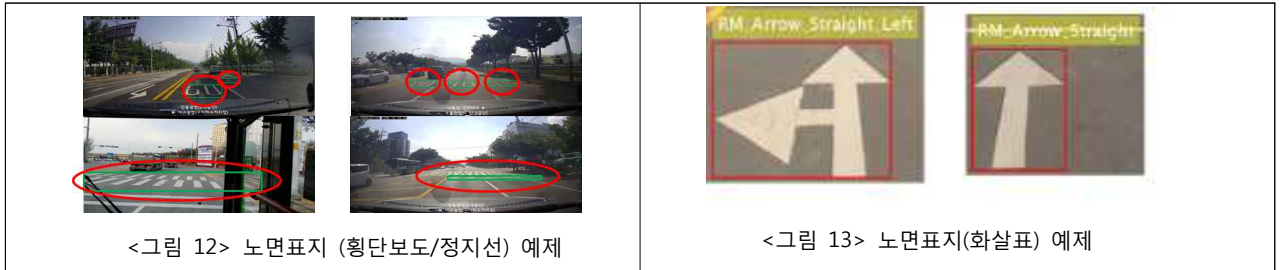 RM_Arrow_Straight_Left
RM_Arrow_Straight
<그림 12> 노면표지 (횡단보도/정지선) 예제
<그림 13> 노면표지(화살표) 예제